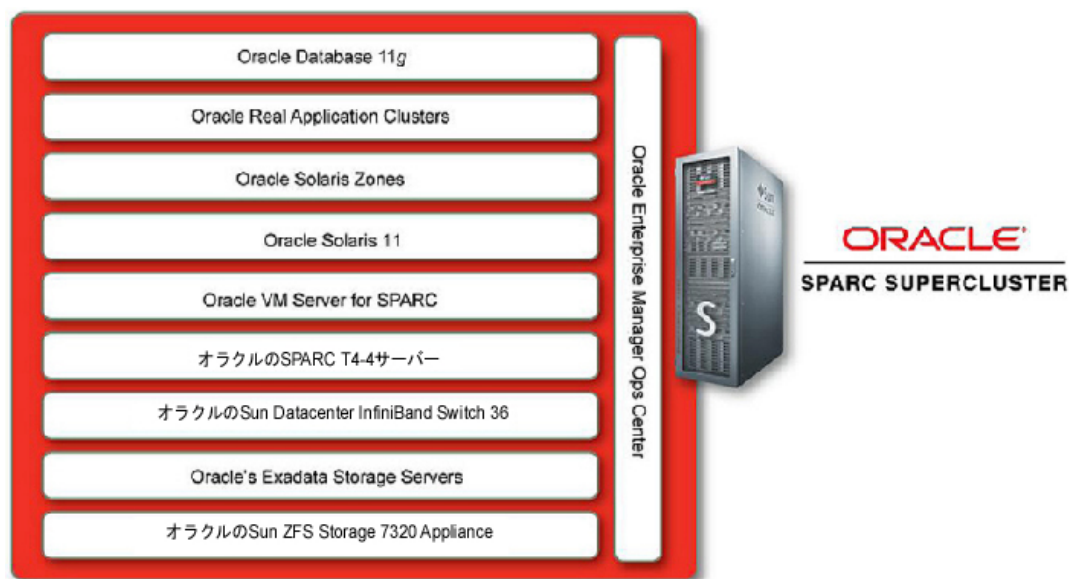 Oracle Database 11g
Oracle Real Application Clusters
Oracle Solaris Zones
Oracle Solaris 11
Oracle VM Server for SPARC
オラクルのSPARC T4-4サーバー
オラクルのSun Datacenter InfiniBand Switch 36
Oracle's Exadata Storage Servers
オラクルのSun ZFS Storage 7320 Appliance
Oracle Enterprise Manager Ops Center
Sun
S
ORACLE
SPARC SUPERCLUSTER